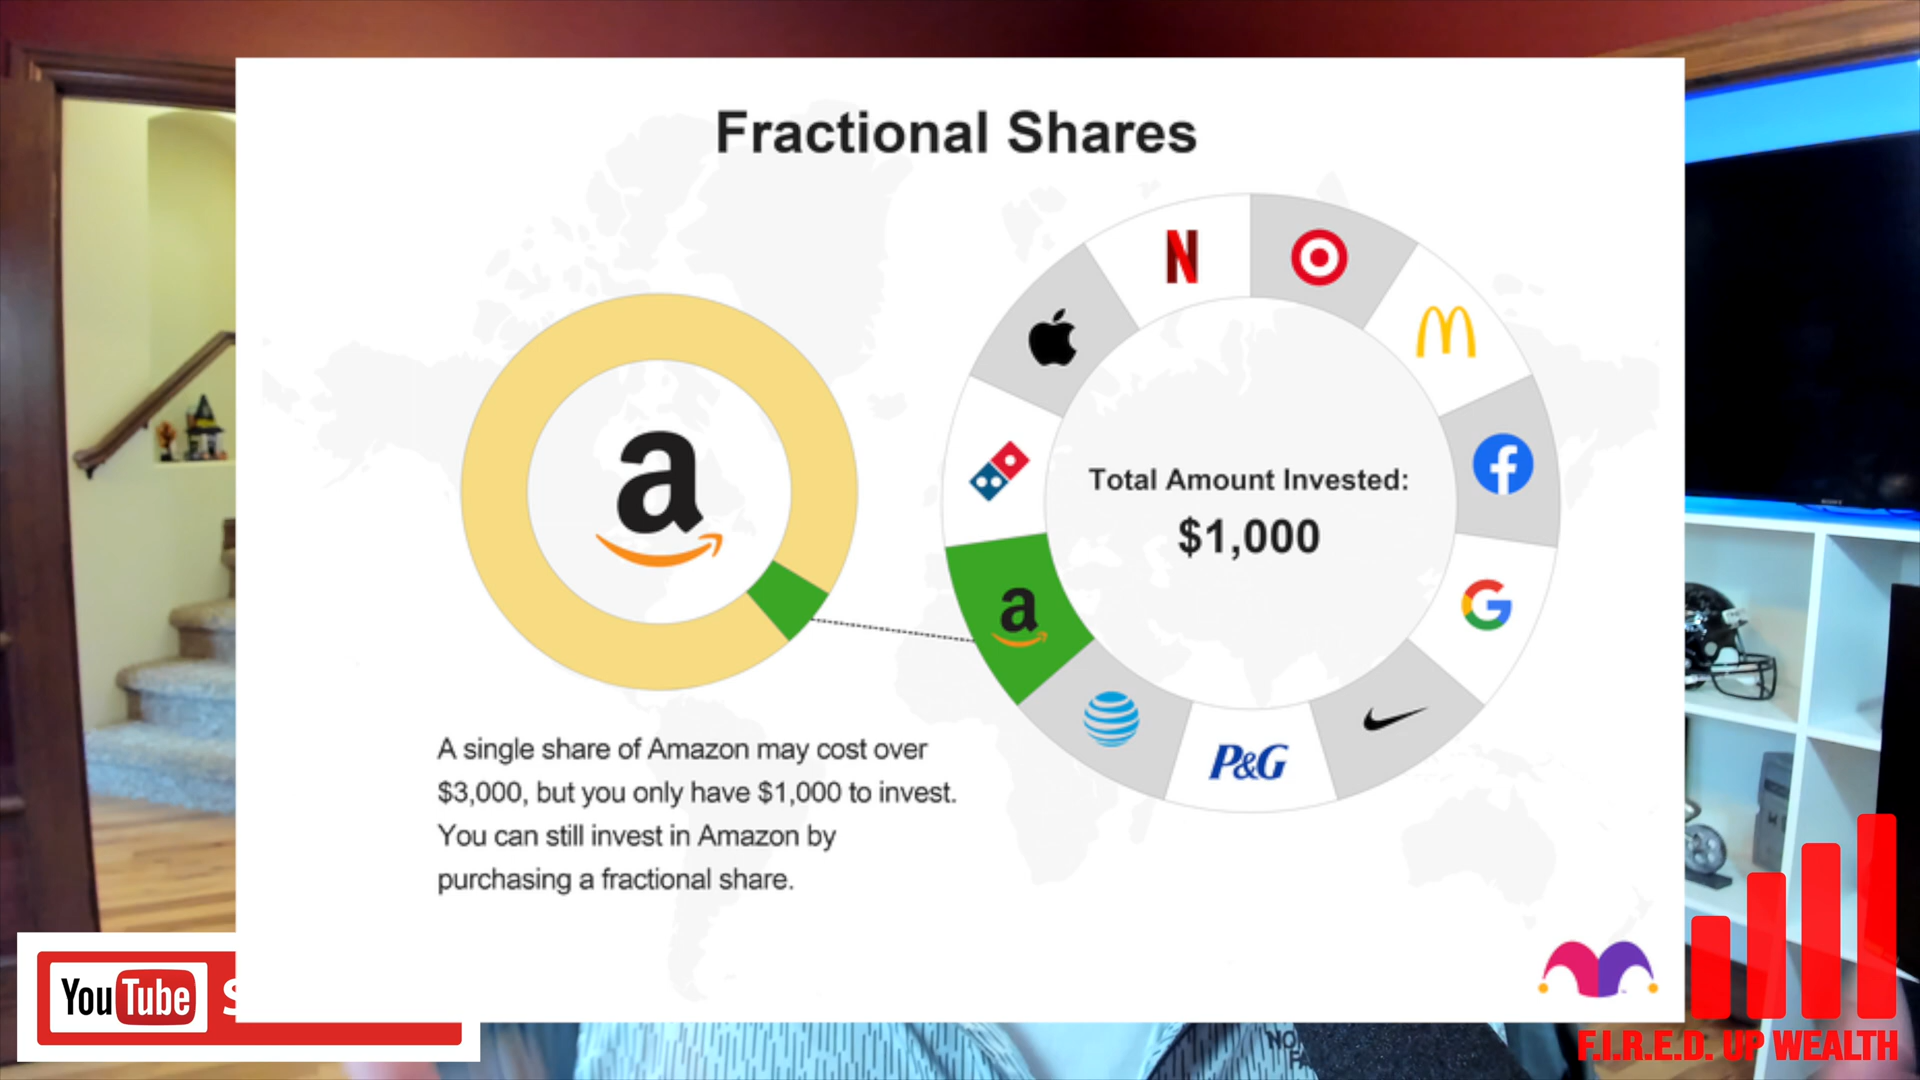 Fractional Shares
N
Total Amount Invested:
$1,000
a
a
P&G
A single share of Amazon may cost over
$3,000, but you only have $1,000 to invest.
You can still invest in Amazon by
purchasing a fractional share.
YouTube S
NO
F.I.R.E.D. UP WEALTH